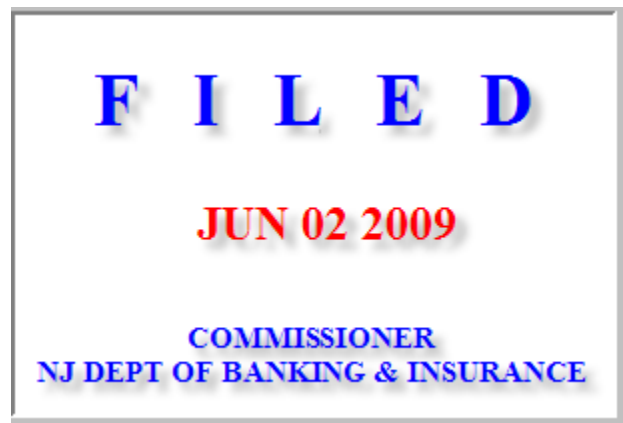 F I L E D
JUN 02 2009
COMMISSIONER
NJ DEPT OF BANKING & INSURANCE